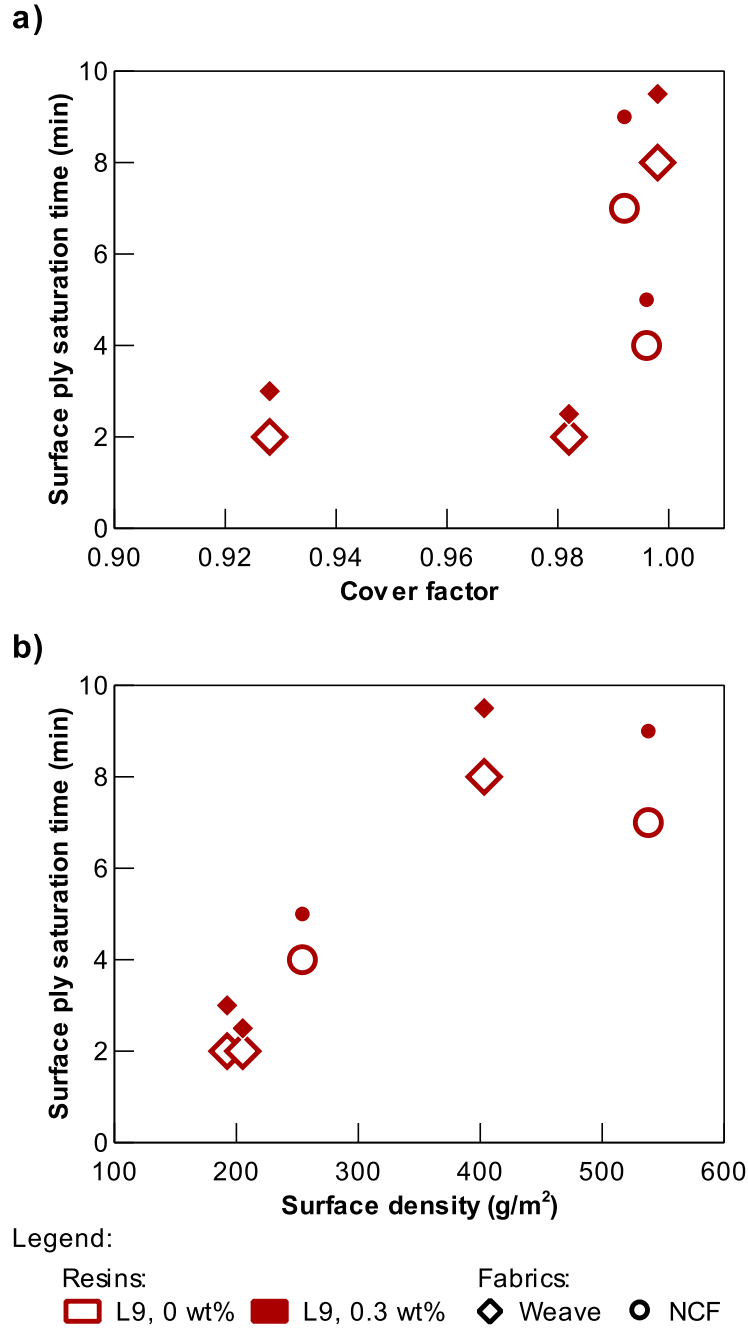 a)
Surface ply saturation time (min)
10
8
6
4
2
0
0.90 0.92 0.94 0.96 0.98 1.00
Cover factor
b)
Surface ply saturation time (min)
10
8
6
4
2
0
100 200 300 400 500 600
Surface density (g/m²)
Legend:
Resins: Fabrics:
L9, 0 wt% L9, 0.3 wt% Weave NCF